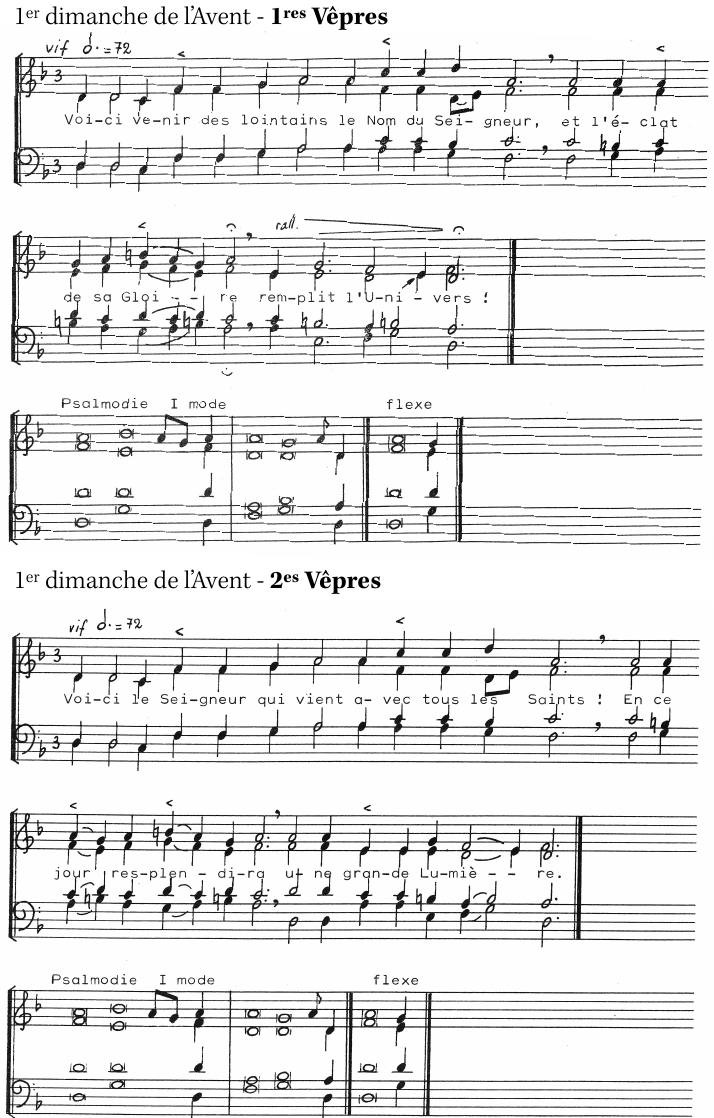 1er dimanche de l'Avent - 1res Vêpres
vif 𝅗𝅥. = 72
Voi-ci ve-nir des lointains le Nom du Sei- gneur, et l'é- clat
rall.
de sa Gloi - - re rem-plit l'U-ni - vers !
Psalmodie I mode flexe
1er dimanche de l'Avent - 2es Vêpres
vif 𝅗𝅥. = 72
Voi-ci le Sei-gneur qui vient a- vec tous les Saints ! En ce
jour res-plen - di-ra u- ne gran-de Lu-miè - - re.
Psalmodie I mode flexe